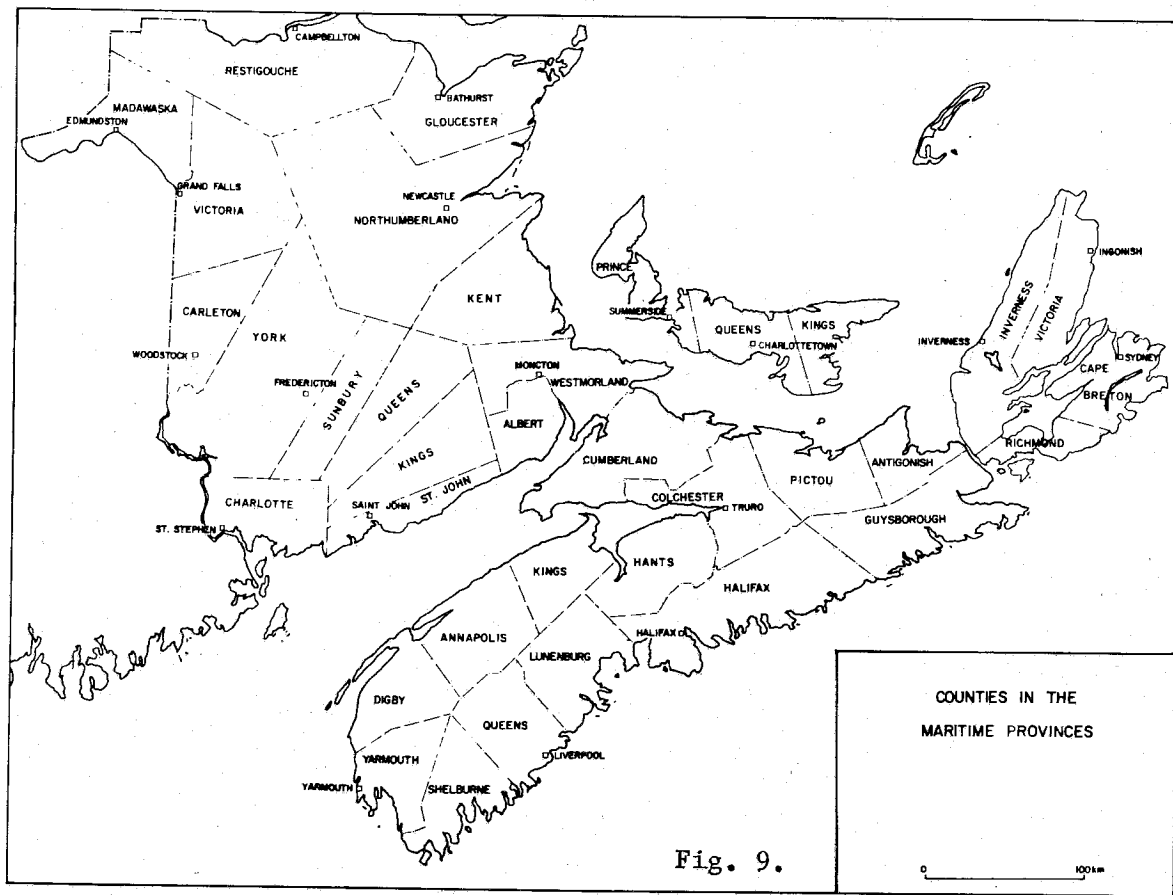 CAMPBELLTON
RESTIGOUCHE
MADAWASKA
BATHURST
EDMUNDSTON
GLOUCESTER
GRAND FALLS
VICTORIA
NEWCASTLE
NORTHUMBERLAND
KENT
CARLETON
YORK
WOODSTOCK
FREDERICTON
SUNBURY
QUEENS
MONCTON
WESTMORLAND
ALBERT
KINGS
ST. JOHN
SAINT JOHN
CHARLOTTE
ST. STEPHEN
PRINCE
SUMMERSIDE
QUEENS
KINGS
CHARLOTTETOWN
INGONISH
INVERNESS
VICTORIA
INVERNESS
SYDNEY
CAPE
BRETON
RICHMOND
CUMBERLAND
ANTIGONISH
PICTOU
COLCHESTER
TRURO
GUYSBOROUGH
HANTS
KINGS
HALIFAX
HALIFAX
ANNAPOLIS
LUNENBURG
DIGBY
QUEENS
LIVERPOOL
YARMOUTH
YARMOUTH
SHELBURNE
COUNTIES IN THE
MARITIME PROVINCES
0 100km
Fig. 9.